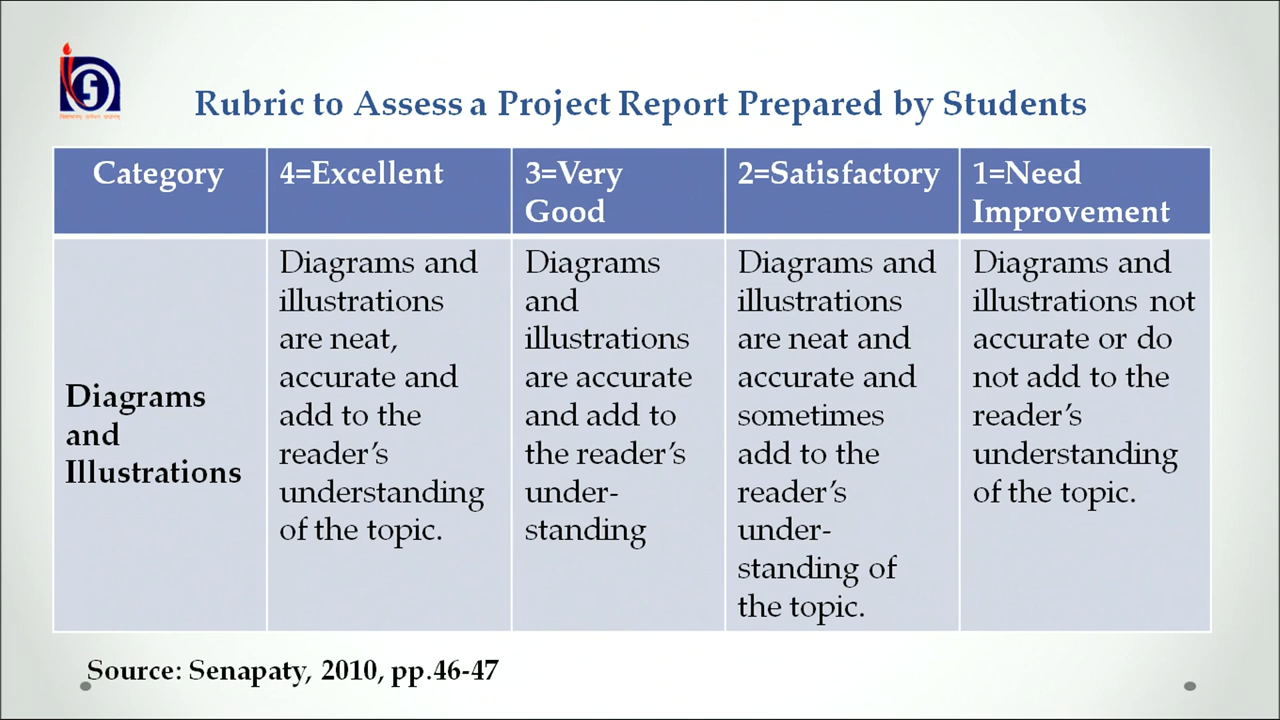 Rubric to Assess a Project Report Prepared by Students
Category
4=Excellent
3=Very
Good
2=Satisfactory
1=Need
Improvement
Diagrams
and
Illustrations
Diagrams and
illustrations
are neat,
accurate and
add to the
reader’s
understanding
of the topic.
Diagrams
and
illustrations
are accurate
and add to
the reader’s
under-
standing
Diagrams and
illustrations
are neat and
accurate and
sometimes
add to the
reader’s
under-
standing of
the topic.
Diagrams and
illustrations not
accurate or do
not add to the
reader’s
understanding
of the topic.
Source: Senapaty, 2010, pp.46-47